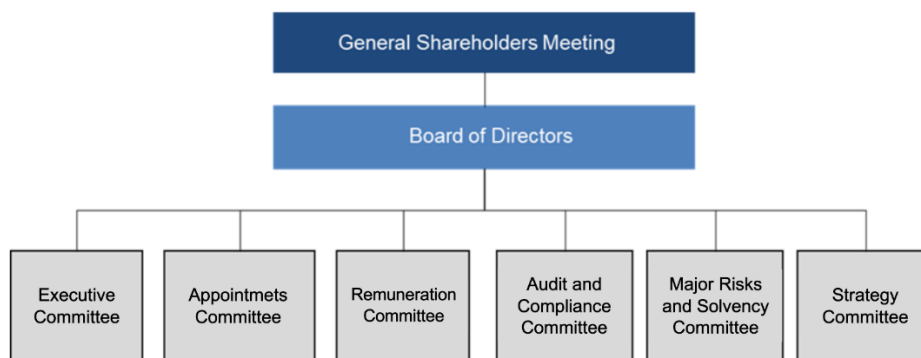 General Shareholders Meeting
Board of Directors
Executive
Committee
Appointmets
Committee
Remuneration
Committee
Audit and
Compliance
Committee
Major Risks
and Solvency
Committee
Strategy
Committee